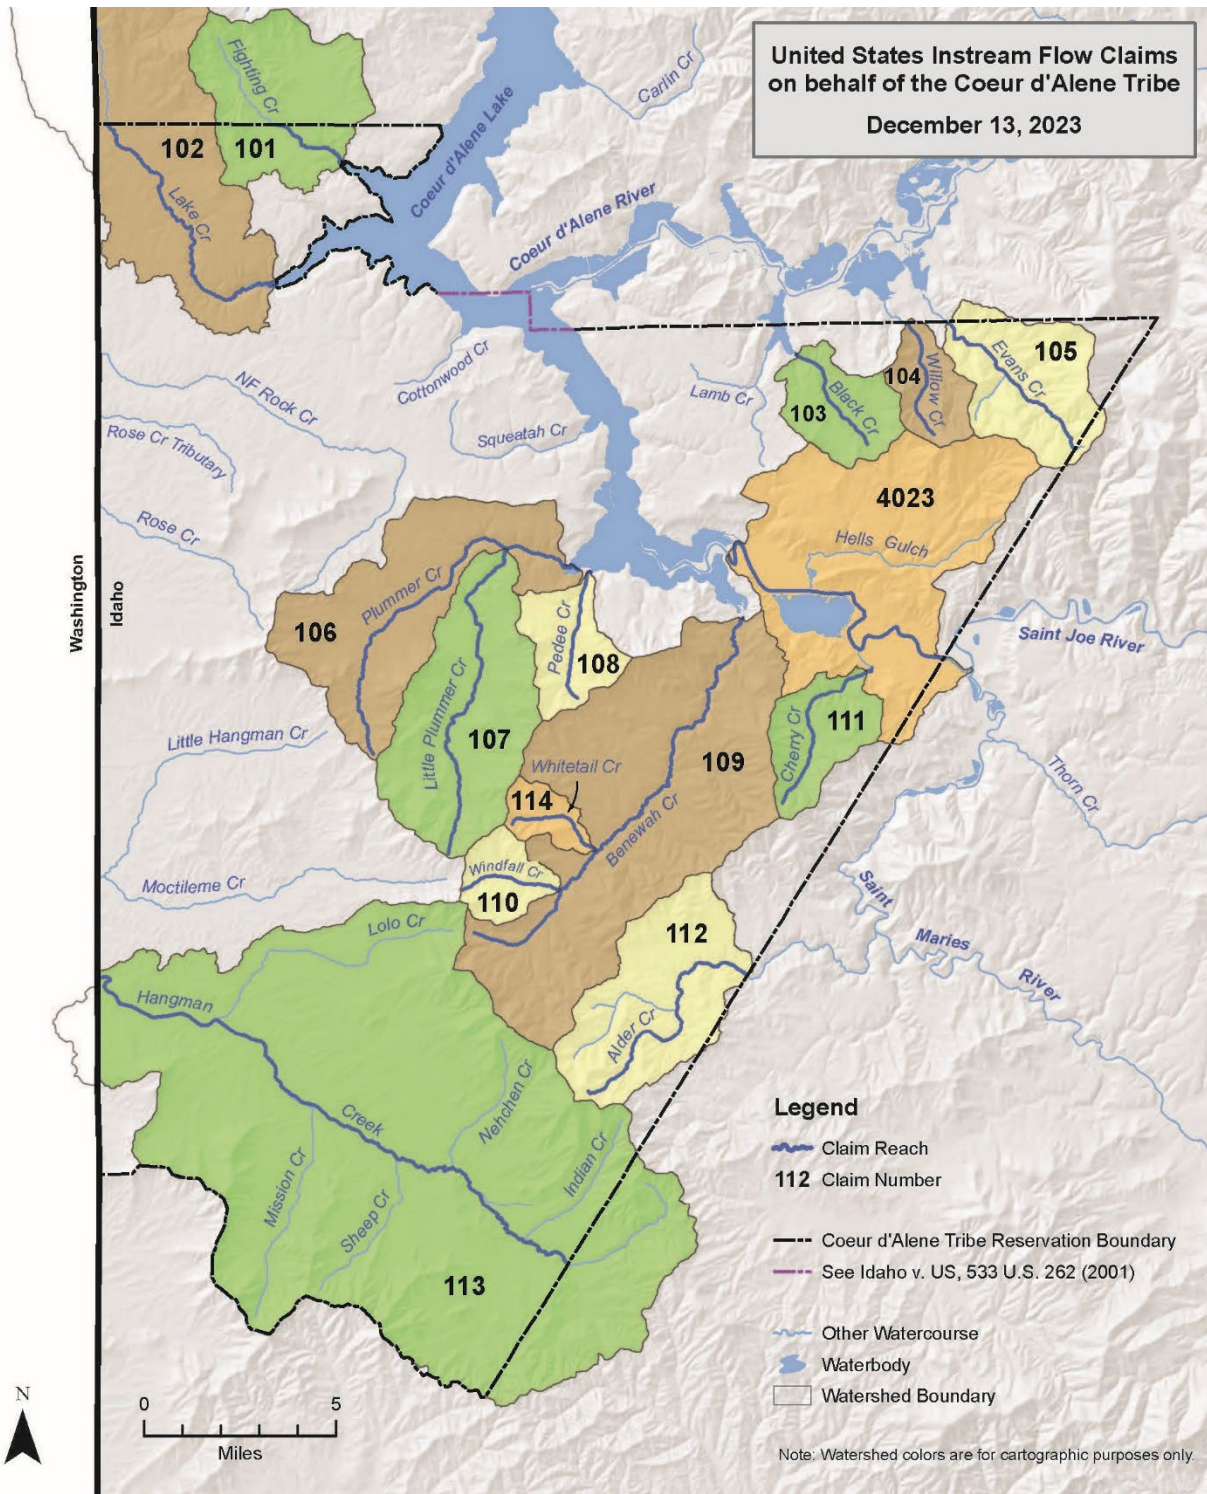 United States Instream Flow Claims
on behalf of the Coeur d'Alene Tribe
December 13, 2023
Fighting Cr
Carlin Cr
Coeur d'Alene Lake
102
101
Lake Cr
Coeur d'Alene River
Cottonwood Cr
NF Rock Cr
Squeatah Cr
Rose Cr Tributary
Rose Cr
Lamb Cr
103
Black Cr
104
Willow Cr
105
Evans Cr
4023
Hells Gulch
Washington
Idaho
106
Plummer Cr
Little Plummer Cr
107
Pedee Cr
108
Saint Joe River
Little Hangman Cr
Whitetail Cr
114
109
Benewah Cr
Cherry Cr
111
Thorn Cr
Moctileme Cr
Windfall Cr
110
Saint
Maries
River
Lolo Cr
112
Alder Cr
Hangman
Creek
Nehchen Cr
Indian Cr
Mission Cr
Sheep Cr
113
Legend
Claim Reach
112 Claim Number
Coeur d'Alene Tribe Reservation Boundary
See Idaho v. US, 533 U.S. 262 (2001)
Other Watercourse
Waterbody
Watershed Boundary
N
0 5
Miles
Note: Watershed colors are for cartographic purposes only.